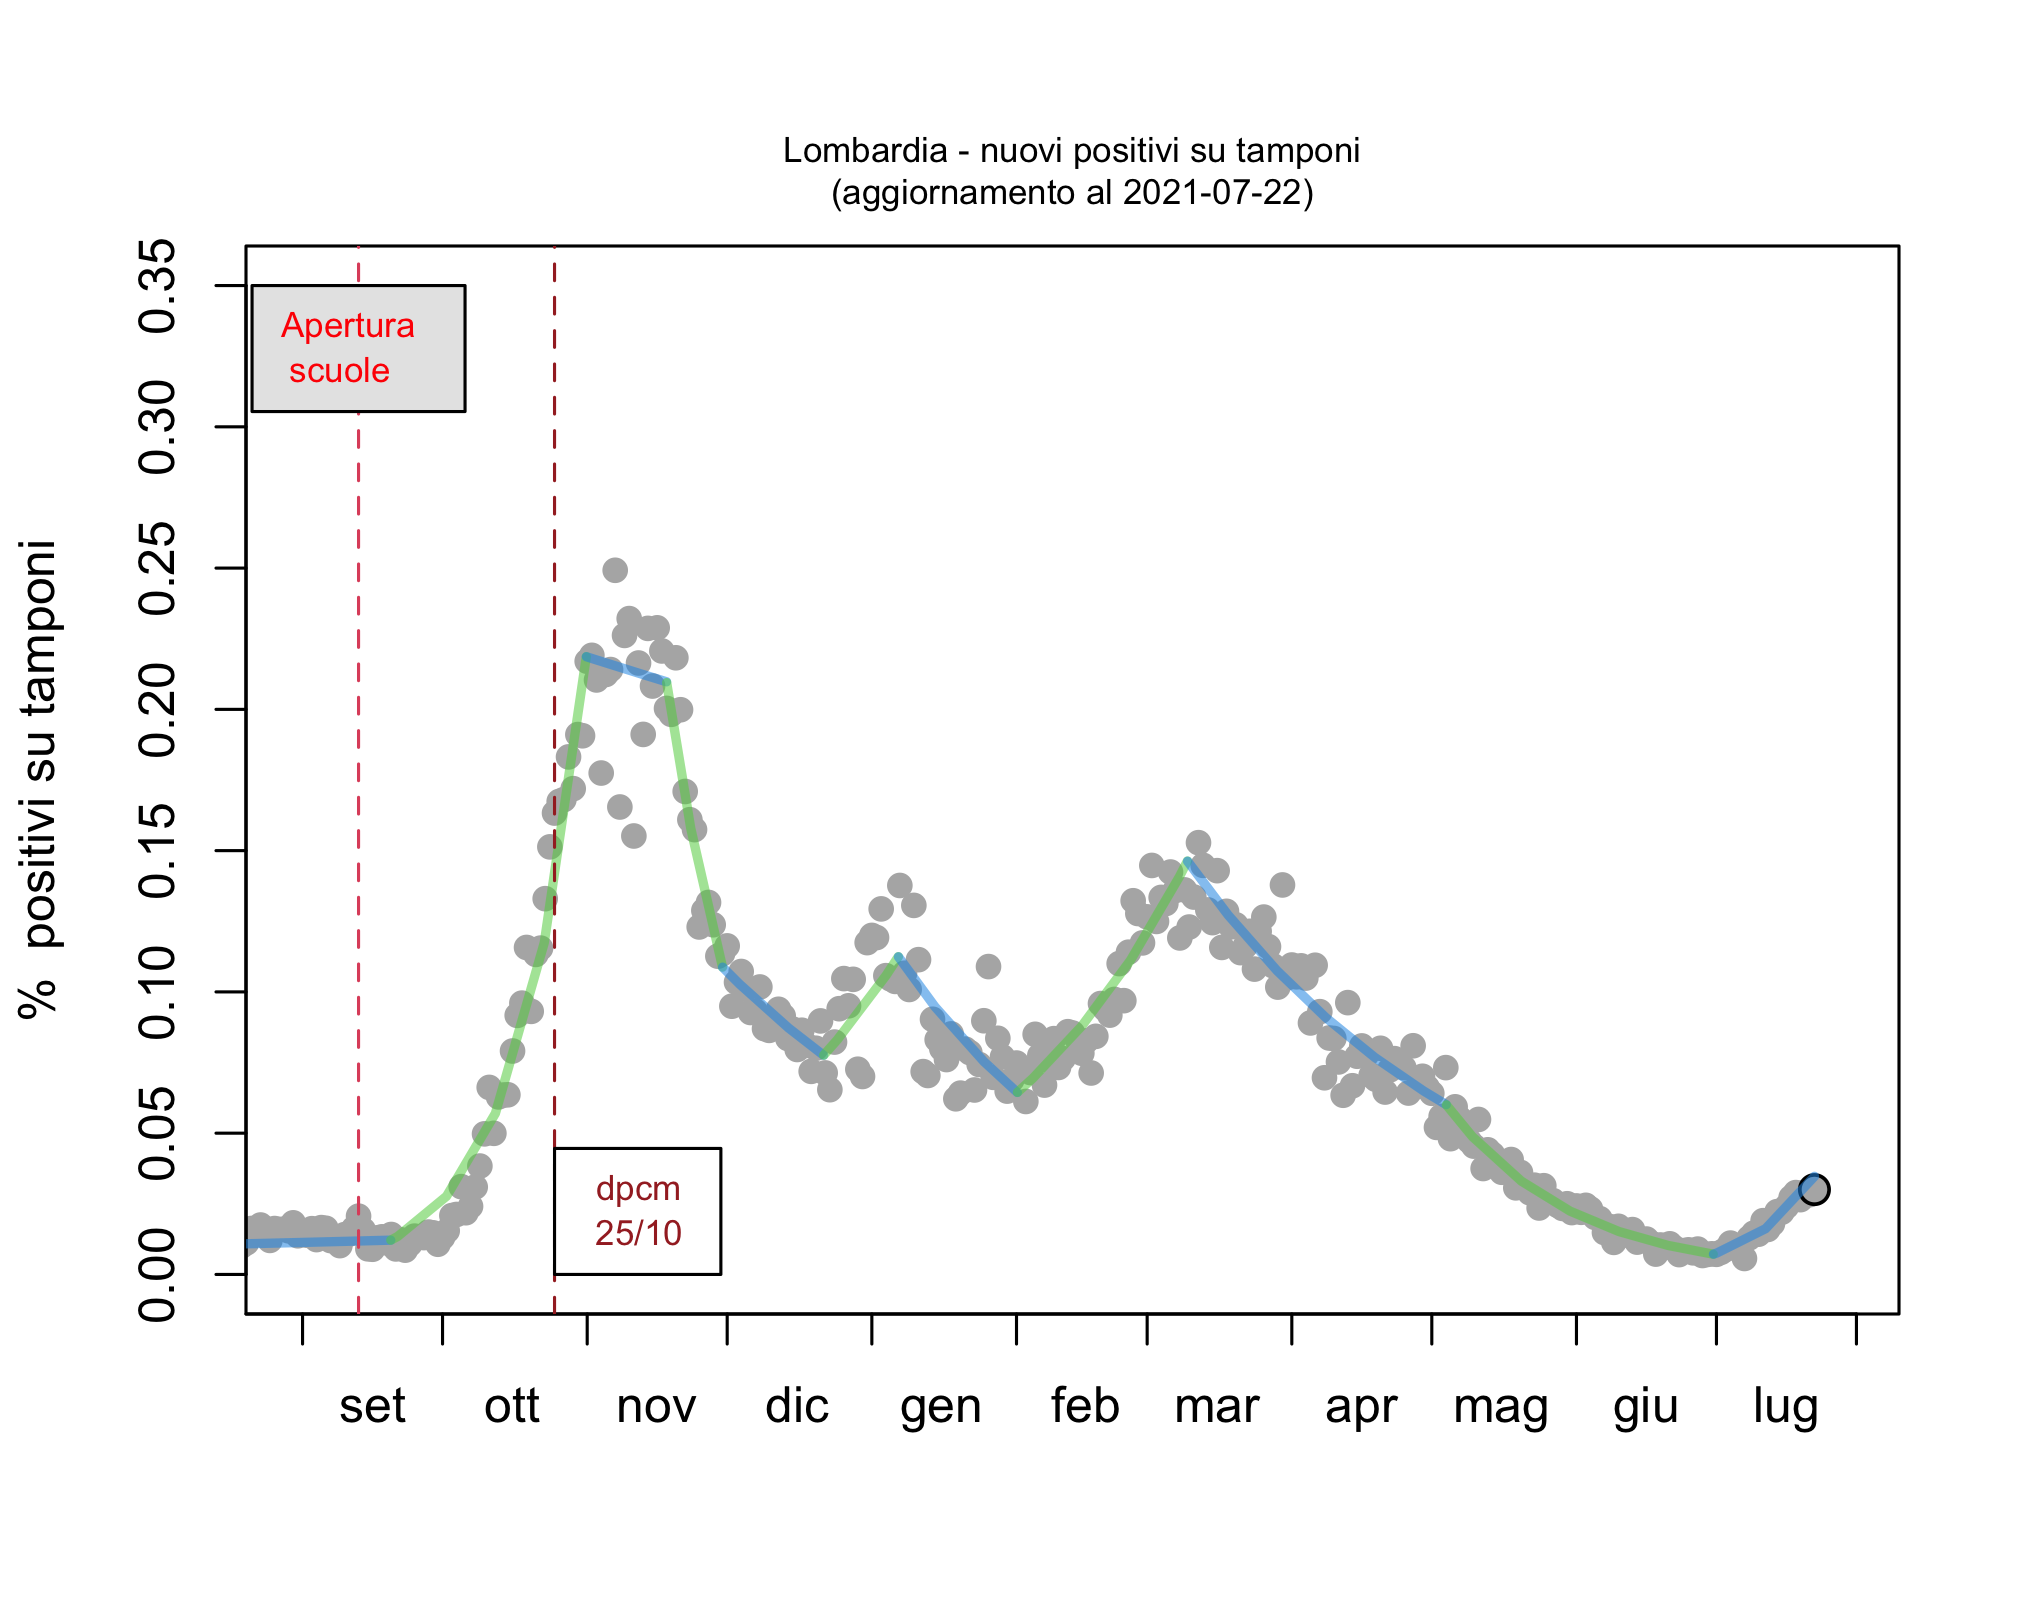 Lombardia - nuovi positivi su tamponi
(aggiornamento al 2021-07-22)
% positivi su tamponi
0.35
0.30
0.25
0.20
0.15
0.10
0.05
0.00
Apertura
scuole
dpcm
25/10
set ott nov dic gen feb mar apr mag giu lug